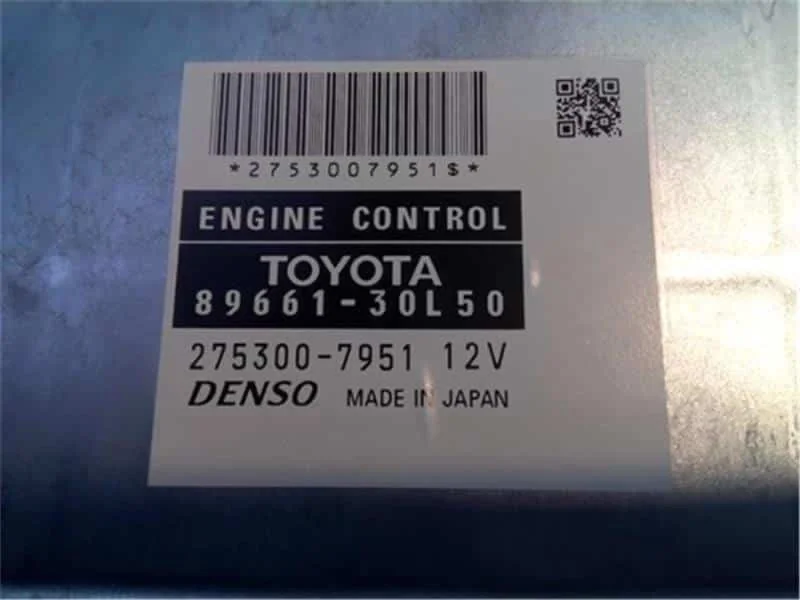 *2753007951$*
ENGINE CONTROL
TOYOTA
89661-30L50
275300-7951 12V
DENSO MADE IN JAPAN